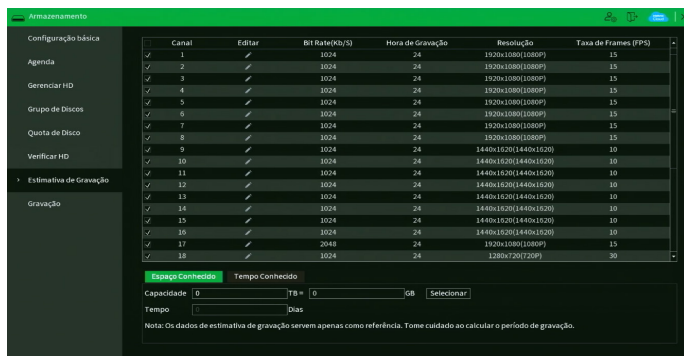 Armazenamento
Configuração básica
Agenda
Gerenciar HD
Grupo de Discos
Quota de Disco
Verificar HD
Estimativa de Gravação
Gravação
Canal Editar Bit Rate(Kb/S) Hora de Gravação Resolução Taxa de Frames (FPS)
1 1024 24 1920x1080(1080P) 15
2 1024 24 1920x1080(1080P) 15
3 1024 24 1920x1080(1080P) 15
4 1024 24 1920x1080(1080P) 15
5 1024 24 1920x1080(1080P) 15
6 1024 24 1920x1080(1080P) 15
7 1024 24 1920x1080(1080P) 15
8 1024 24 1920x1080(1080P) 15
9 1024 24 1440x1620(1440x1620) 10
10 1024 24 1440x1620(1440x1620) 10
11 1024 24 1440x1620(1440x1620) 10
12 1024 24 1440x1620(1440x1620) 10
13 1024 24 1440x1620(1440x1620) 10
14 1024 24 1440x1620(1440x1620) 10
15 1024 24 1440x1620(1440x1620) 10
16 1024 24 1440x1620(1440x1620) 10
17 2048 24 1920x1080(1080P) 15
18 1024 24 1280x720(720P) 30
Espaço Conhecido Tempo Conhecido
Capacidade 0 TB = 0 GB Selecionar
Tempo 0 Dias
Nota: Os dados de estimativa de gravação servem apenas como referência. Tome cuidado ao calcular o período de gravação.